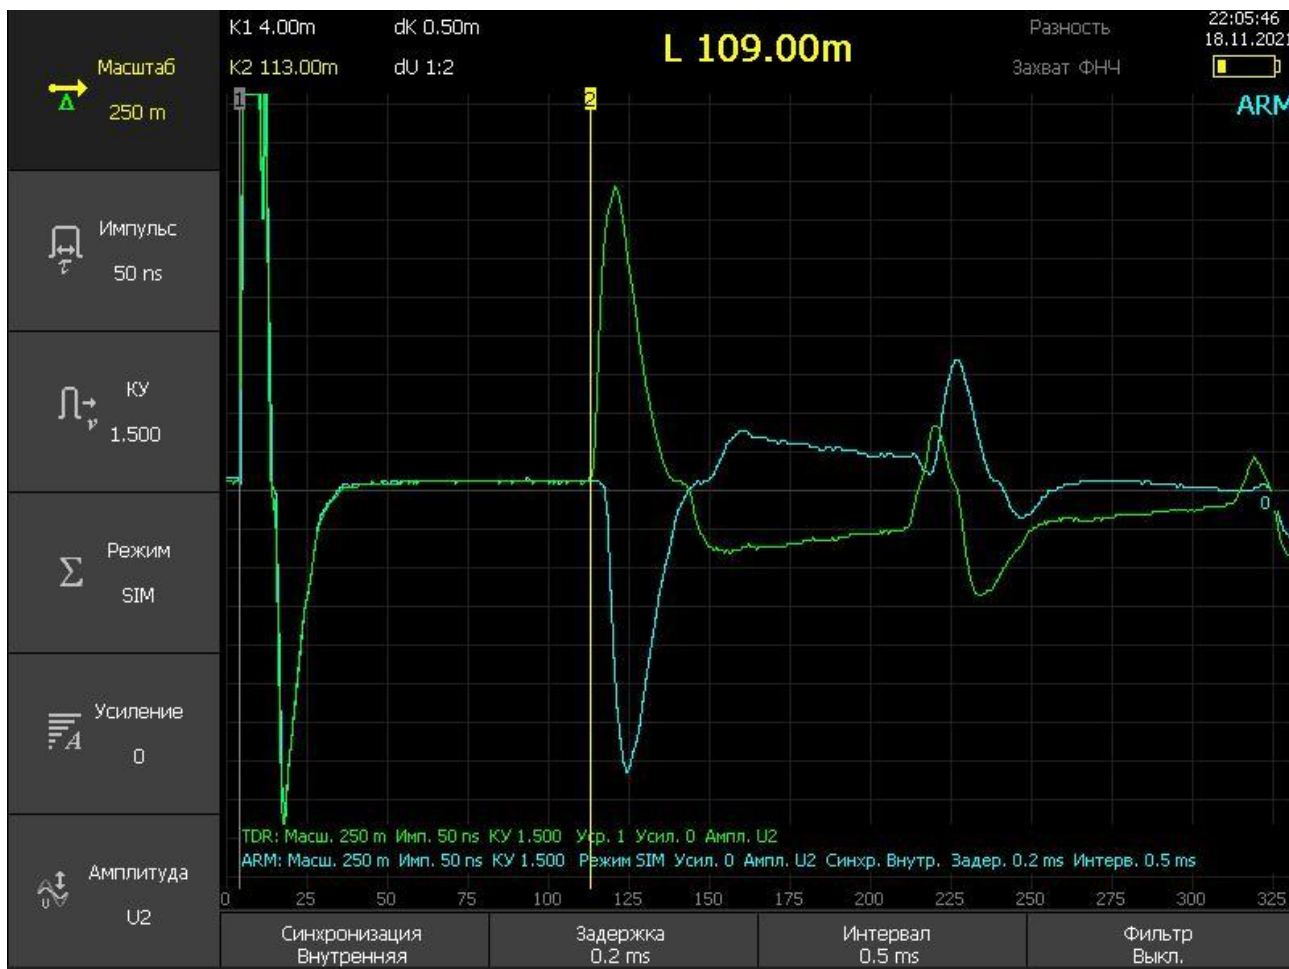 K1 4.00m dK 0.50m
L 109.00m
Разность
22:05:46
18.11.2021
K2 113.00m dU 1:2
Захват ФНЧ
Масштаб
250 m
1
2
ARM
Импульс
50 ns
КУ
1.500
v
Режим
SIM
0
Усиление
0
A
TDR: Масш. 250 m Имп. 50 ns КУ 1.500 Уср. 1 Усил. 0 Ампл. U2
ARM: Масш. 250 m Имп. 50 ns КУ 1.500 Режим SIM Усил. 0 Ампл. U2 Синхр. Внутр. Задер. 0.2 ms Интерв. 0.5 ms
Амплитуда
U2
0 25 50 75 100 125 150 175 200 225 250 275 300 325
Синхронизация
Внутренняя
Задержка
0.2 ms
Интервал
0.5 ms
Фильтр
Выкл.